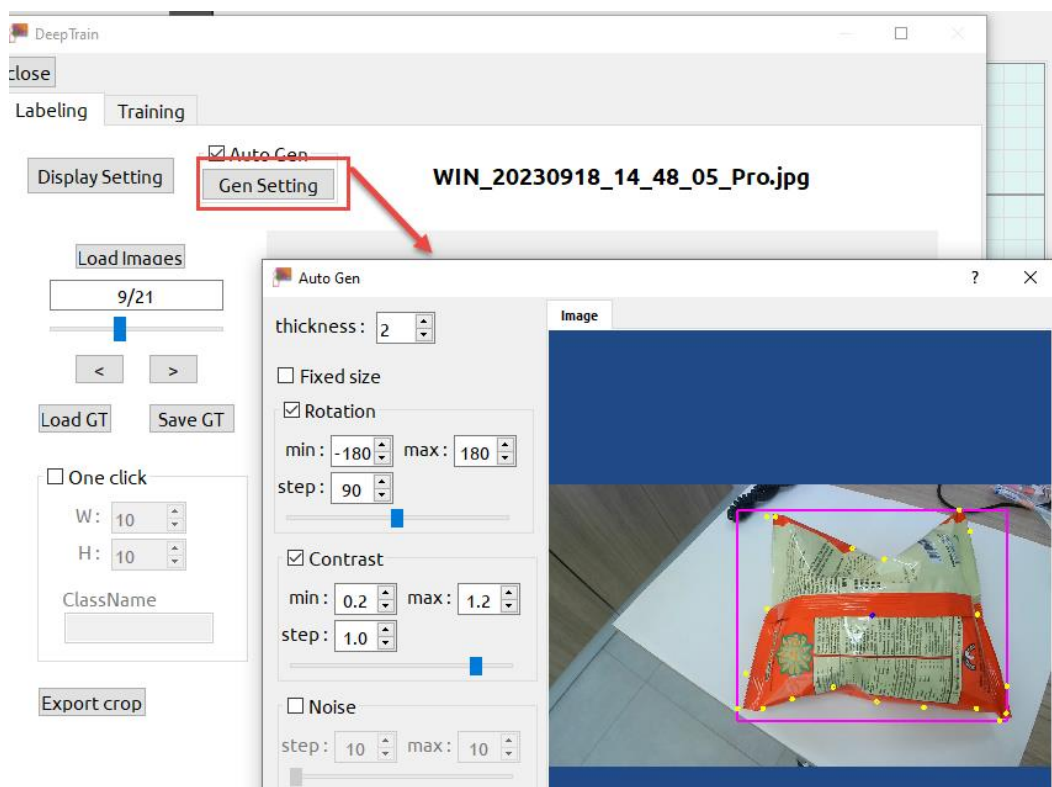 DeepTrain
close
Labeling Training
Auto Gen
Display Setting Gen Setting WIN_20230918_14_48_05_Pro.jpg
Load Images
9/21
< >
Load GT Save GT
One click
W: 10
H: 10
ClassName
Export crop
Auto Gen ?
thickness: 2
Image
Fixed size
Rotation
min: -180 max: 180
step: 90
Contrast
min: 0.2 max: 1.2
step: 1.0
Noise
step: 10 max: 10